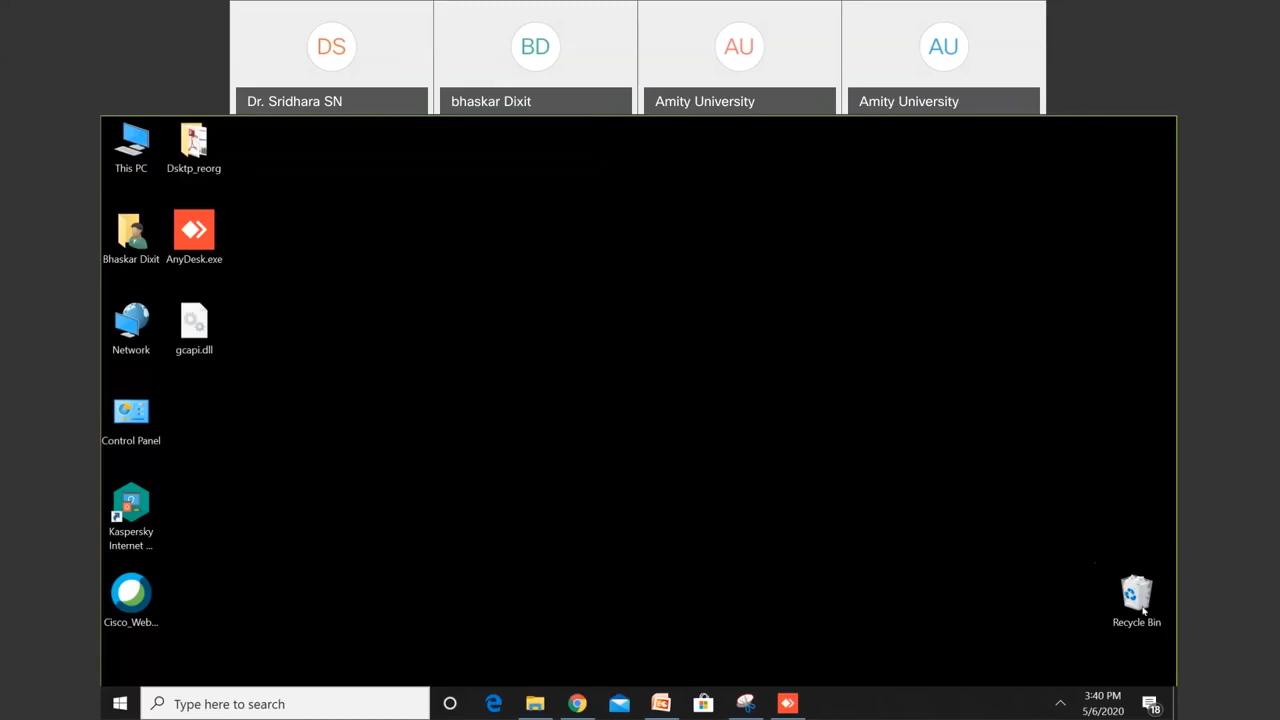 DS
BD
AU
AU
Dr. Sridhara SN
bhaskar Dixit
Amity University
Amity University
This PC
Dsktp_reorg
Bhaskar Dixit
AnyDesk.exe
Network
gcapi.dll
Control Panel
Kaspersky
Internet ...
Cisco_Web...
Recycle Bin
Type here to search
3:40 PM
5/6/2020
18